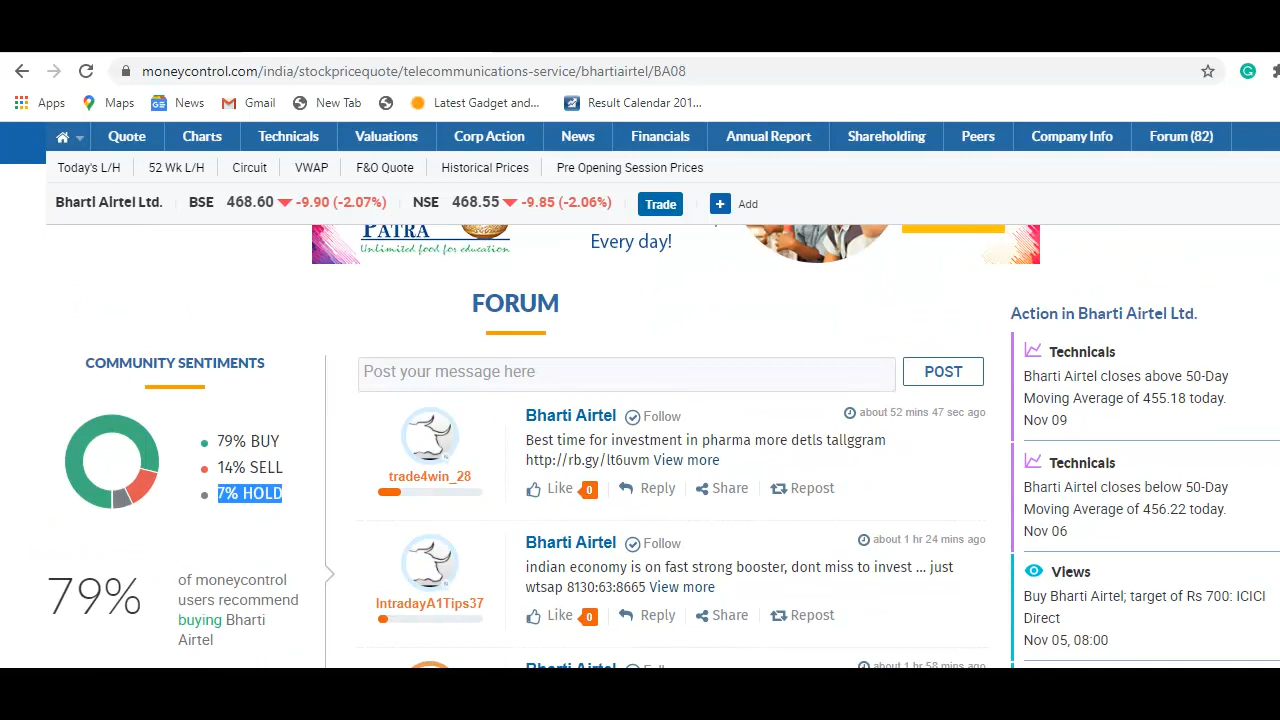 moneycontrol.com/india/stockpricequote/telecommunications-service/bhartiairtel/BA08
Apps Maps News Gmail New Tab Latest Gadget and... Result Calendar 201...
Quote Charts Technicals Valuations Corp Action News Financials Annual Report Shareholding Peers Company Info Forum (82)
Today's L/H 52 Wk L/H Circuit VWAP F&O Quote Historical Prices Pre Opening Session Prices
Bharti Airtel Ltd. BSE 468.60 -9.90 (-2.07%) NSE 468.55 -9.85 (-2.06%) Trade + Add
PATRA
Unlimited food for education
Every day!
FORUM
COMMUNITY SENTIMENTS
79% BUY
14% SELL
7% HOLD
79%
of moneycontrol
users recommend
buying Bharti
Airtel
Post your message here POST
Bharti Airtel Follow about 52 mins 47 sec ago
Best time for investment in pharma more detls tallggram
http://rb.gy/lt6uvm View more
trade4win_28
Like 0 Reply Share Repost
Bharti Airtel Follow about 1 hr 24 mins ago
indian economy is on fast strong booster, dont miss to invest ... just
wtsap 8130:63:8665 View more
IntradayA1Tips37
Like 0 Reply Share Repost
Bharti Airtel Follow about 1 hr 58 mins ago
Action in Bharti Airtel Ltd.
Technicals
Bharti Airtel closes above 50-Day
Moving Average of 455.18 today.
Nov 09
Technicals
Bharti Airtel closes below 50-Day
Moving Average of 456.22 today.
Nov 06
Views
Buy Bharti Airtel; target of Rs 700: ICICI
Direct
Nov 05, 08:00